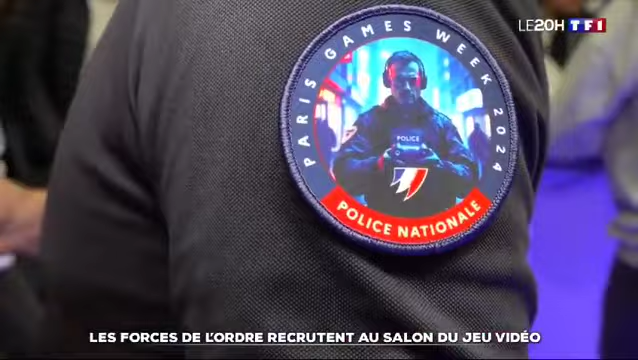 LE20H TF1
PARIS GAMES WEEK 2024
POLICE
POLICE NATIONALE
LES FORCES DE L'ORDRE RECRUTENT AU SALON DU JEU VIDÉO